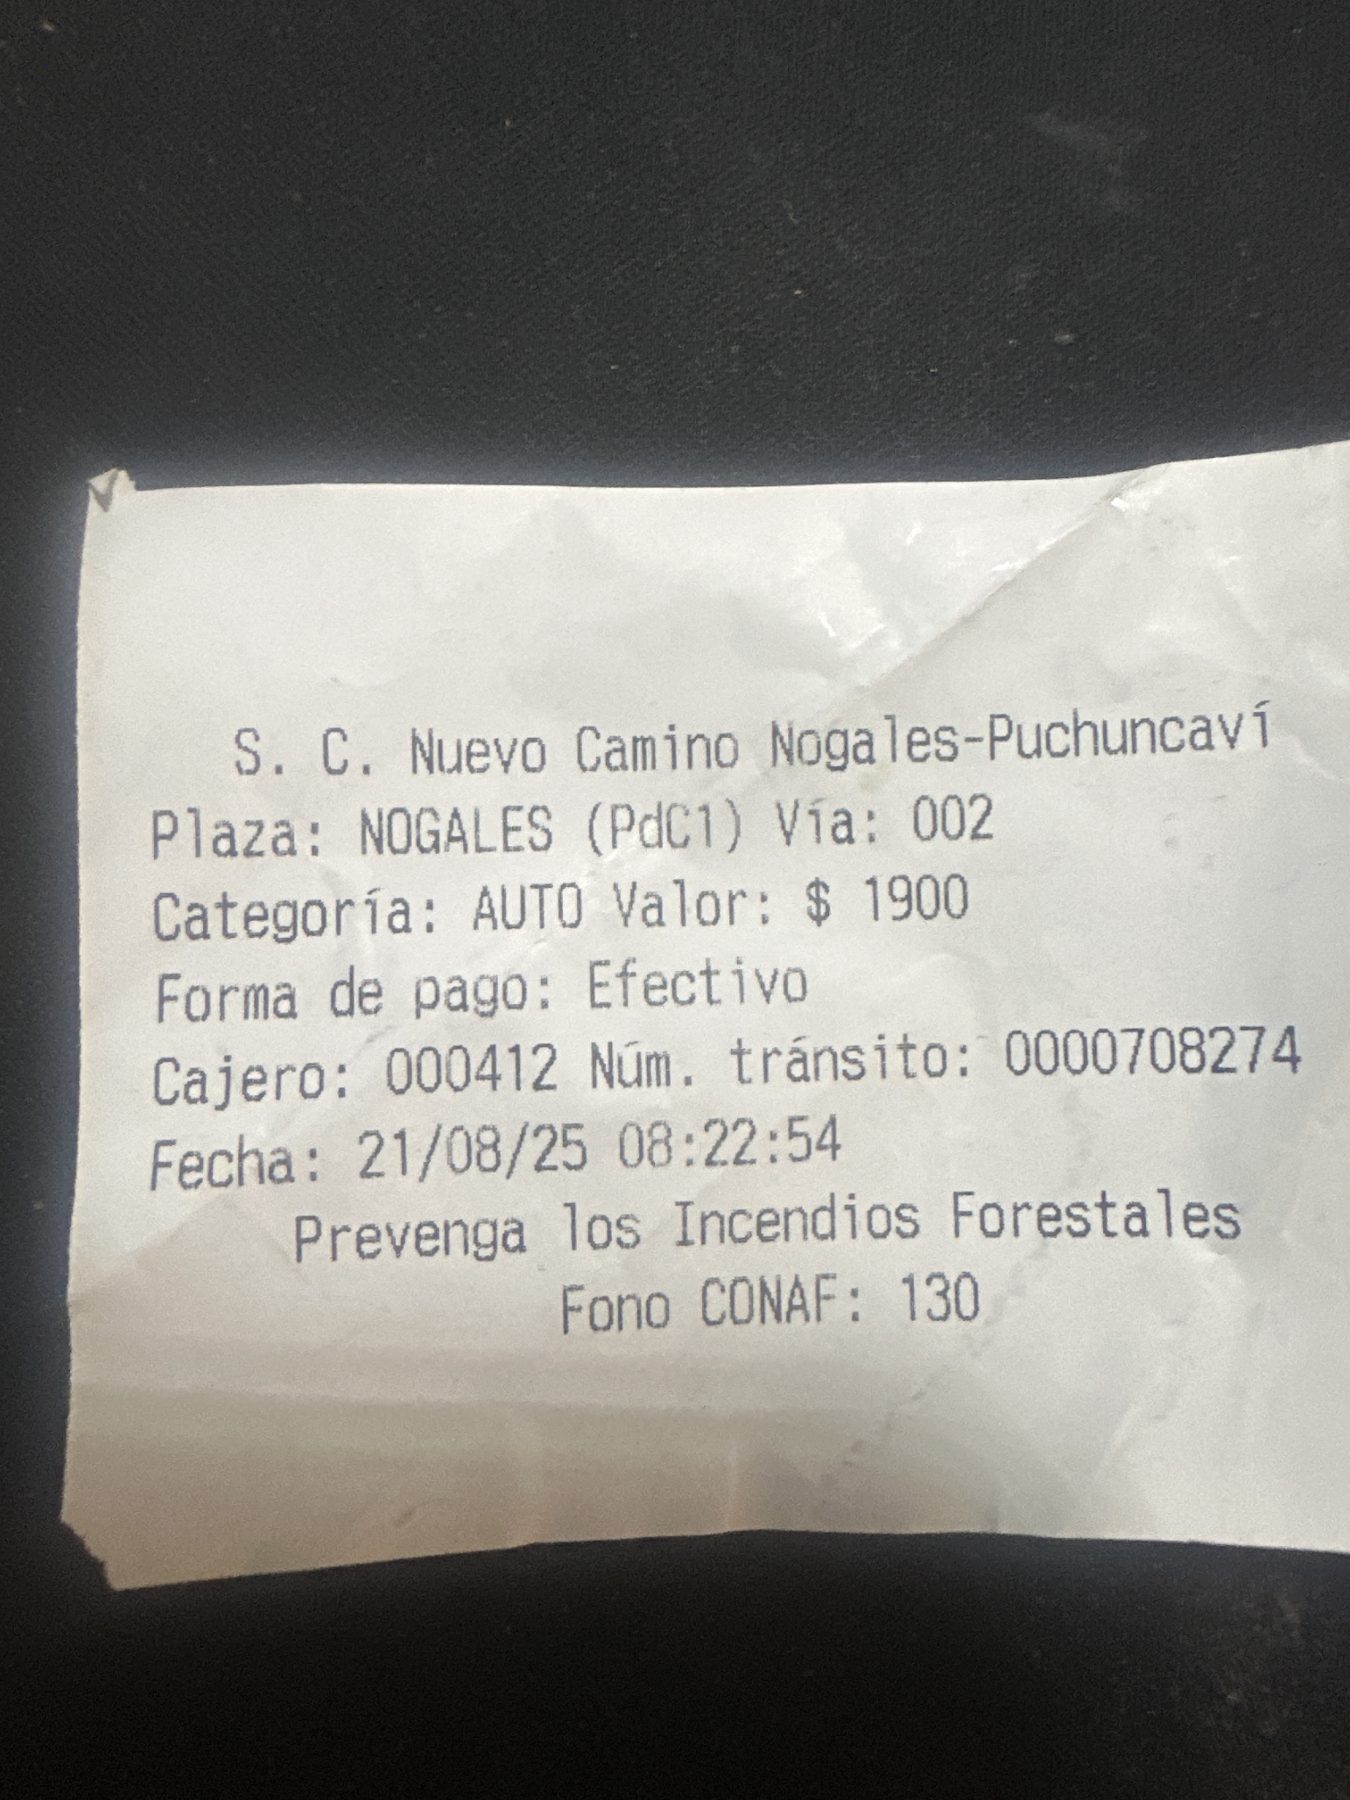 S. C. Nuevo Camino Nogales-Puchuncaví
Plaza: NOGALES (PdC1) Vía: 002
Categoría: AUTO Valor: $ 1900
Forma de pago: Efectivo
Cajero: 000412 Núm. tránsito: 0000708274
Fecha: 21/08/25 08:22:54
Prevenga los Incendios Forestales
Fono CONAF: 130